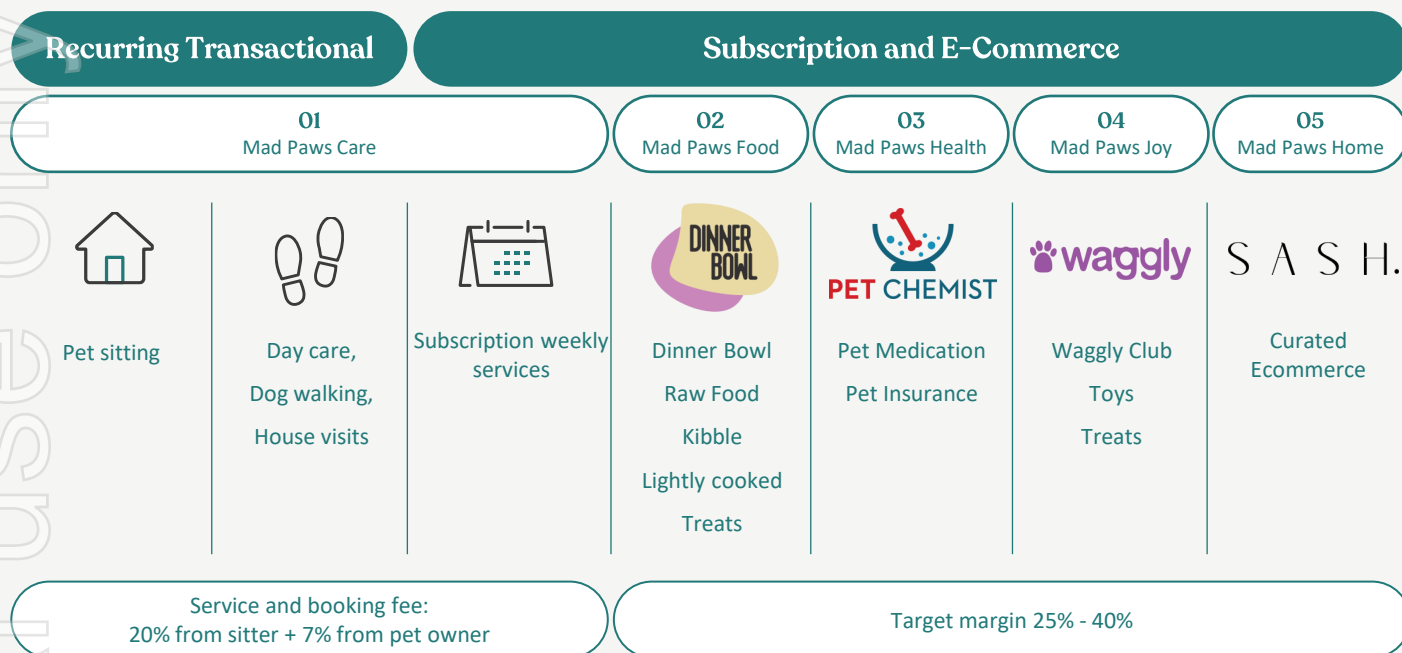 Recurring Transactional
Subscription and E-Commerce
01
Mad Paws Care
02
Mad Paws Food
03
Mad Paws Health
04
Mad Paws Joy
05
Mad Paws Home
Pet sitting
Day care,
Dog walking,
House visits
Subscription weekly
services
DINNER
BOWL
Dinner Bowl
Raw Food
Kibble
Lightly cooked
Treats
PET CHEMIST
Pet Medication
Pet Insurance
waggly
Waggly Club
Toys
Treats
SASH.
Curated
Ecommerce
Service and booking fee:
20% from sitter + 7% from pet owner
Target margin 25% - 40%
use only